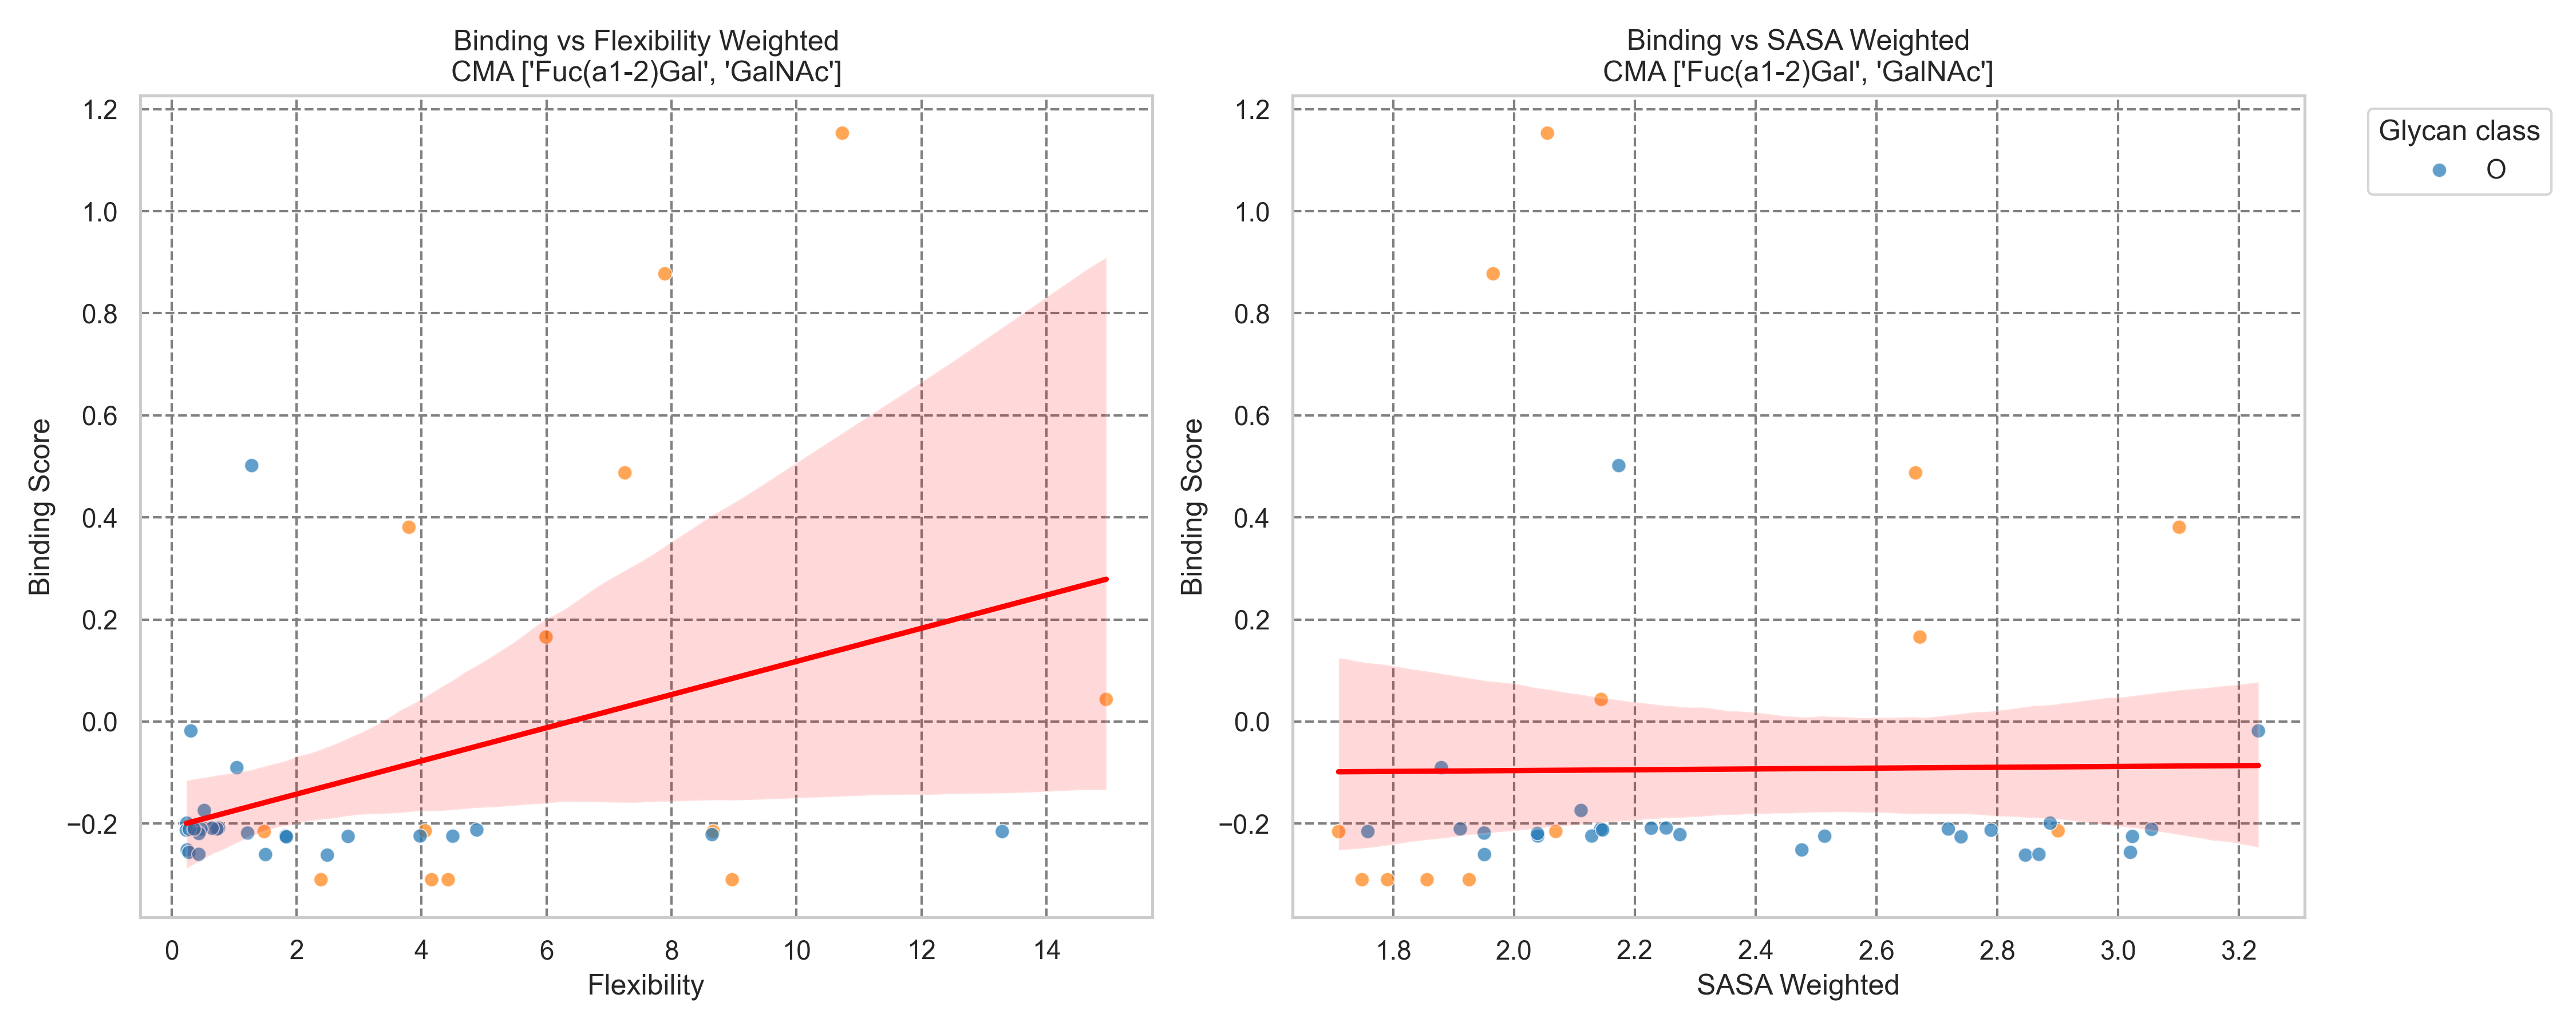 Binding vs Flexibility Weighted
CMA ['Fuc(a1-2)Gal', 'GalNAc']
1.2
1.0
0.8
0.6
0.4
0.2
0.0
−0.2
Binding Score
0 2 4 6 8 10 12 14
Flexibility
Binding vs SASA Weighted
CMA ['Fuc(a1-2)Gal', 'GalNAc']
1.2
1.0
0.8
0.6
0.4
0.2
0.0
−0.2
Binding Score
1.8 2.0 2.2 2.4 2.6 2.8 3.0 3.2
SASA Weighted
Glycan class
O